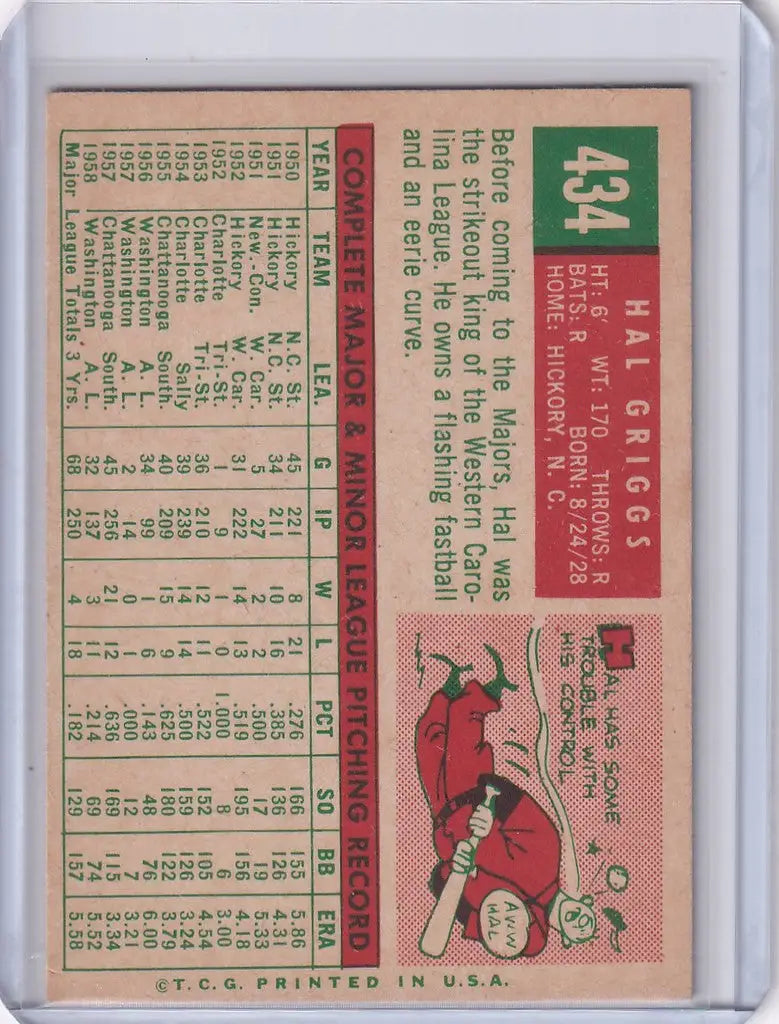 434
HAL GRIGGS
HT: 6' WT: 170 THROWS: R
BATS: R BORN: 8/24/28
HOME: HICKORY, N. C.
Before coming to the Majors, Hal was
the strikeout king of the Western Caro-
lina League. He owns a flashing fastball
and an eerie curve.
HAL HAS SOME
TROUBLE WITH
HIS CONTROL
AWW
HAL
COMPLETE MAJOR & MINOR LEAGUE PITCHING RECORD
YEAR TEAM LEA. G IP W L PCT SO BB ERA
1950 Hickory N.C. St. 45 221 8 21 .276 166 155 5.86
1951 Hickory N.C. St. 34 211 10 16 .385 136 126 4.31
1951 New.-Con. W. Car. 5 27 2 2 .500 17 19 5.33
1952 Hickory W. Car. 31 222 14 13 .519 195 156 4.18
1952 Charlotte Tri-St. 1 9 1 0 1.000 8 6 3.00
1953 Charlotte Tri-St. 36 210 12 11 .522 152 105 4.54
1954 Charlotte Sally 39 239 14 14 .500 159 126 3.24
1955 Chattanooga South. 40 209 15 9 .625 180 122 3.79
1956 Washington A. L. 34 99 1 6 .143 48 76 6.00
1957 Washington A. L. 2 14 0 1 .000 12 7 3.21
1957 Chattanooga South. 45 256 21 12 .636 169 115 3.34
1958 Washington A. L. 32 137 3 11 .214 69 74 5.52
Major League Totals 3 Yrs. 68 250 4 18 .182 129 157 5.58
©T.C.G. PRINTED IN U.S.A.